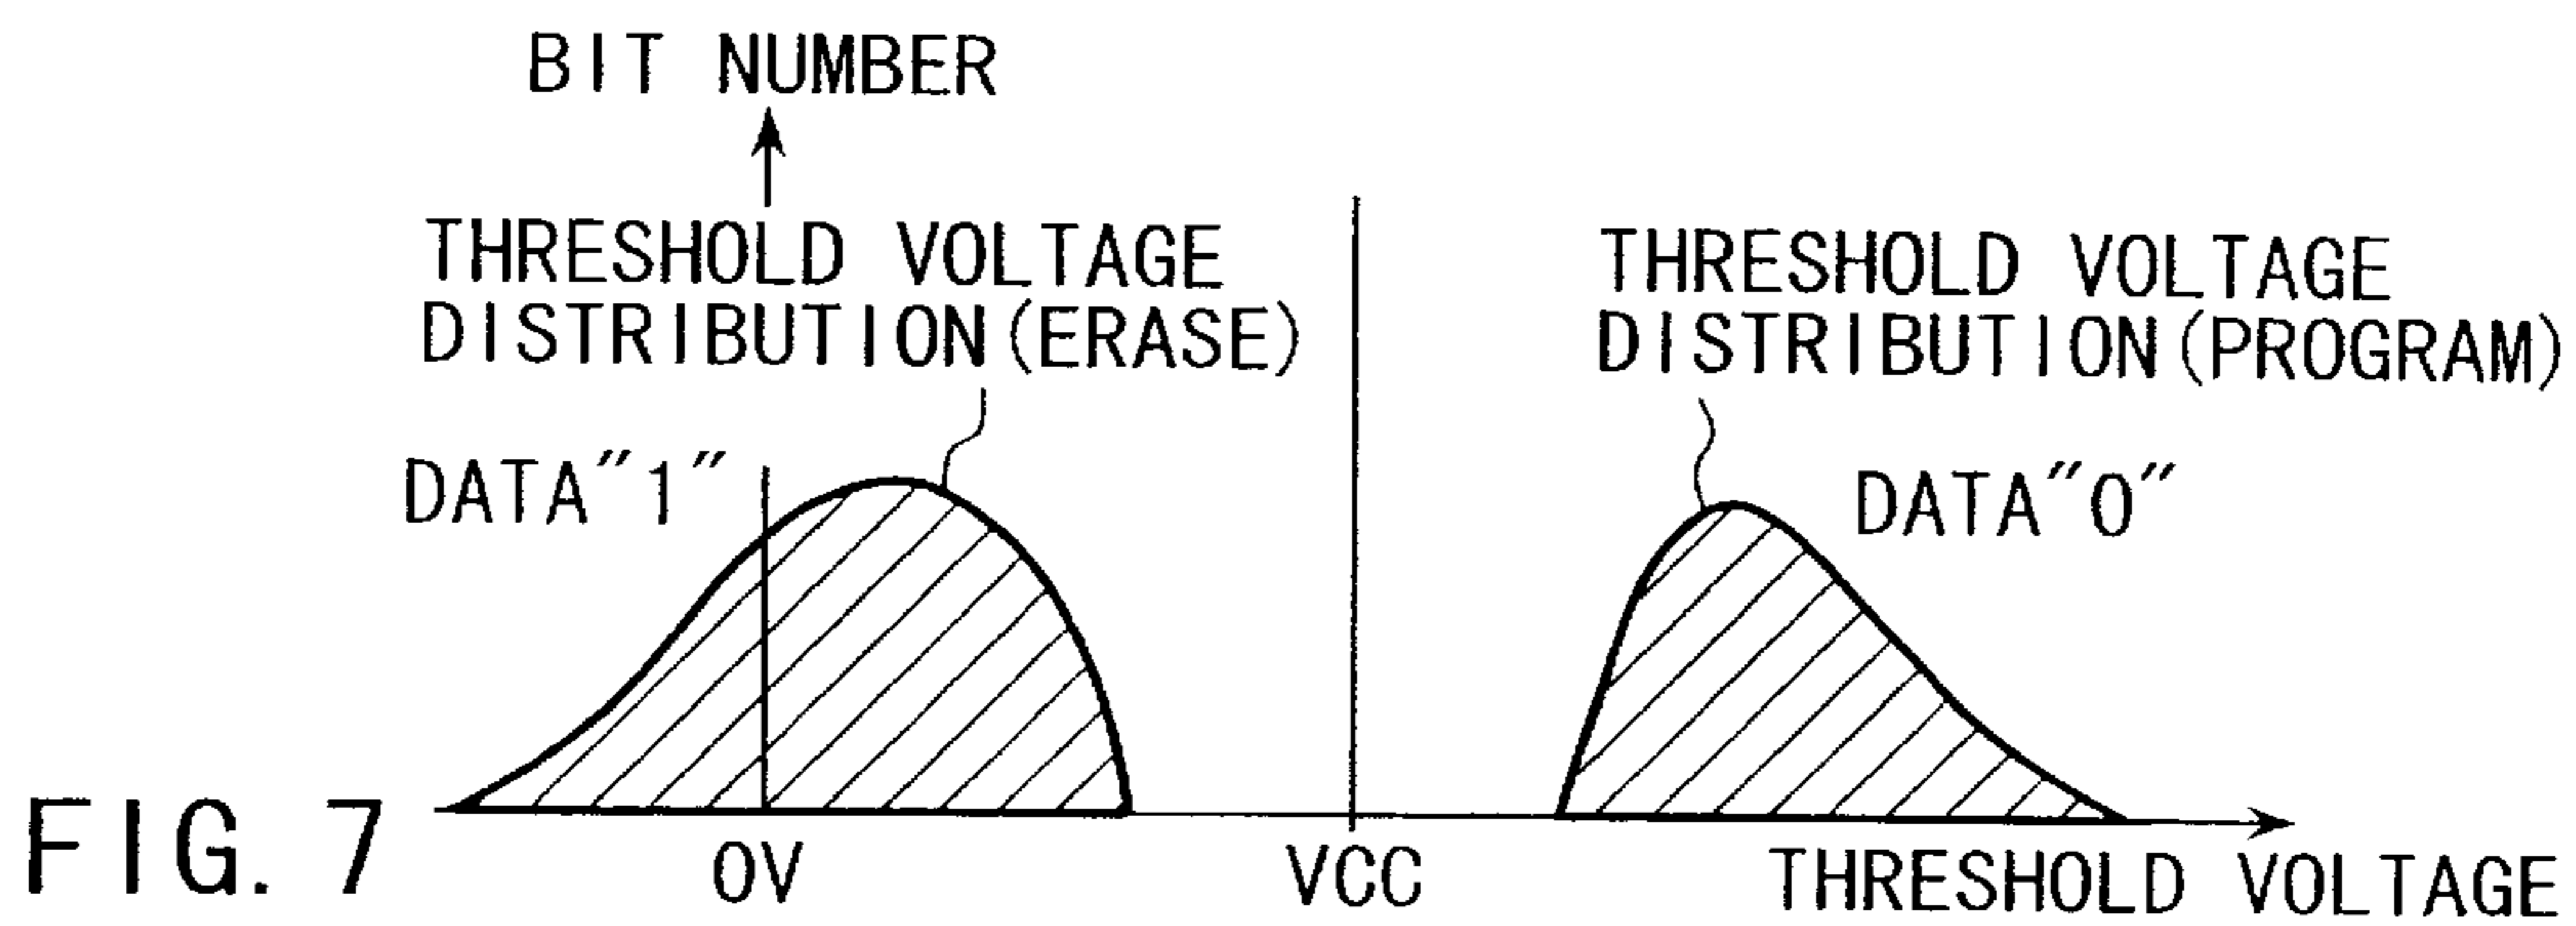 BIT NUMBER
THRESHOLD VOLTAGE
DISTRIBUTION(ERASE)
THRESHOLD VOLTAGE
DISTRIBUTION(PROGRAM)
DATA"1"
DATA"0"
FIG. 7
0V
VCC
THRESHOLD VOLTAGE